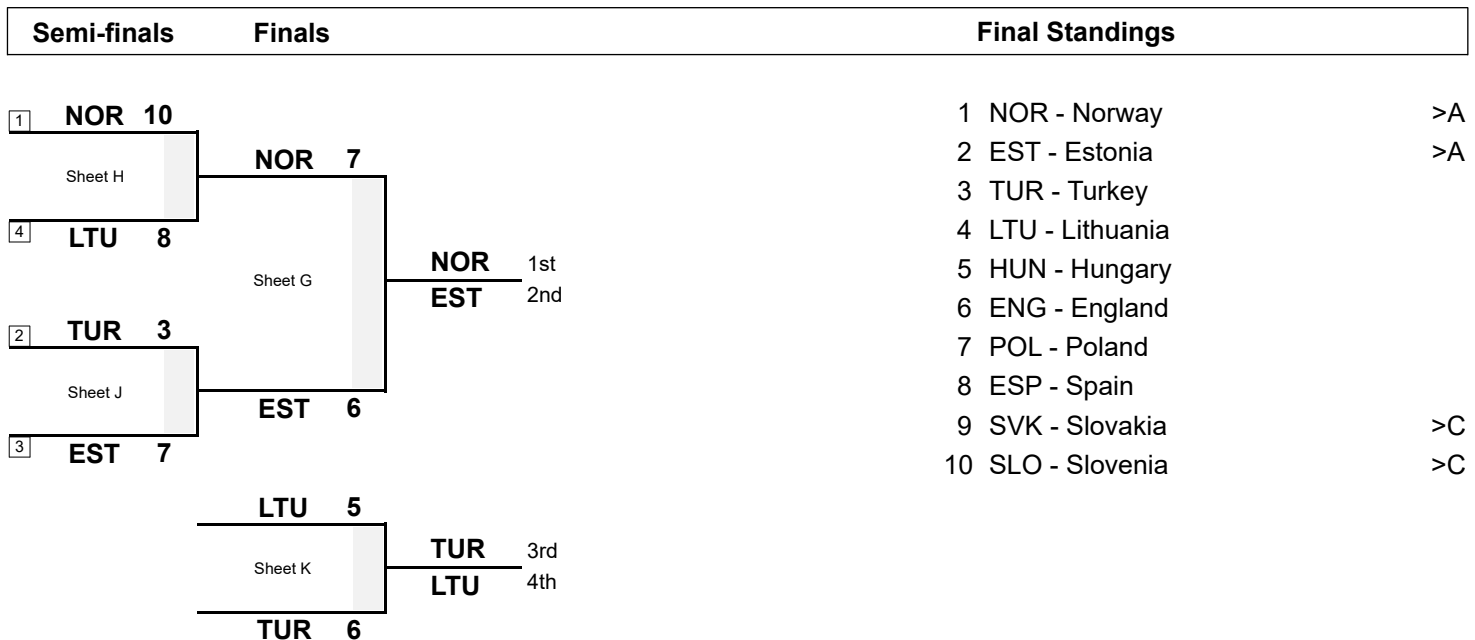 Semi-finals Finals Final Standings
1 NOR 10
Sheet H
4 LTU 8
NOR 7
Sheet G
2 TUR 3
Sheet J
3 EST 7
EST 6
NOR 1st
EST 2nd
LTU 5
Sheet K
TUR 6
TUR 3rd
LTU 4th
1 NOR - Norway >A
2 EST - Estonia >A
3 TUR - Turkey
4 LTU - Lithuania
5 HUN - Hungary
6 ENG - England
7 POL - Poland
8 ESP - Spain
9 SVK - Slovakia >C
10 SLO - Slovenia >C